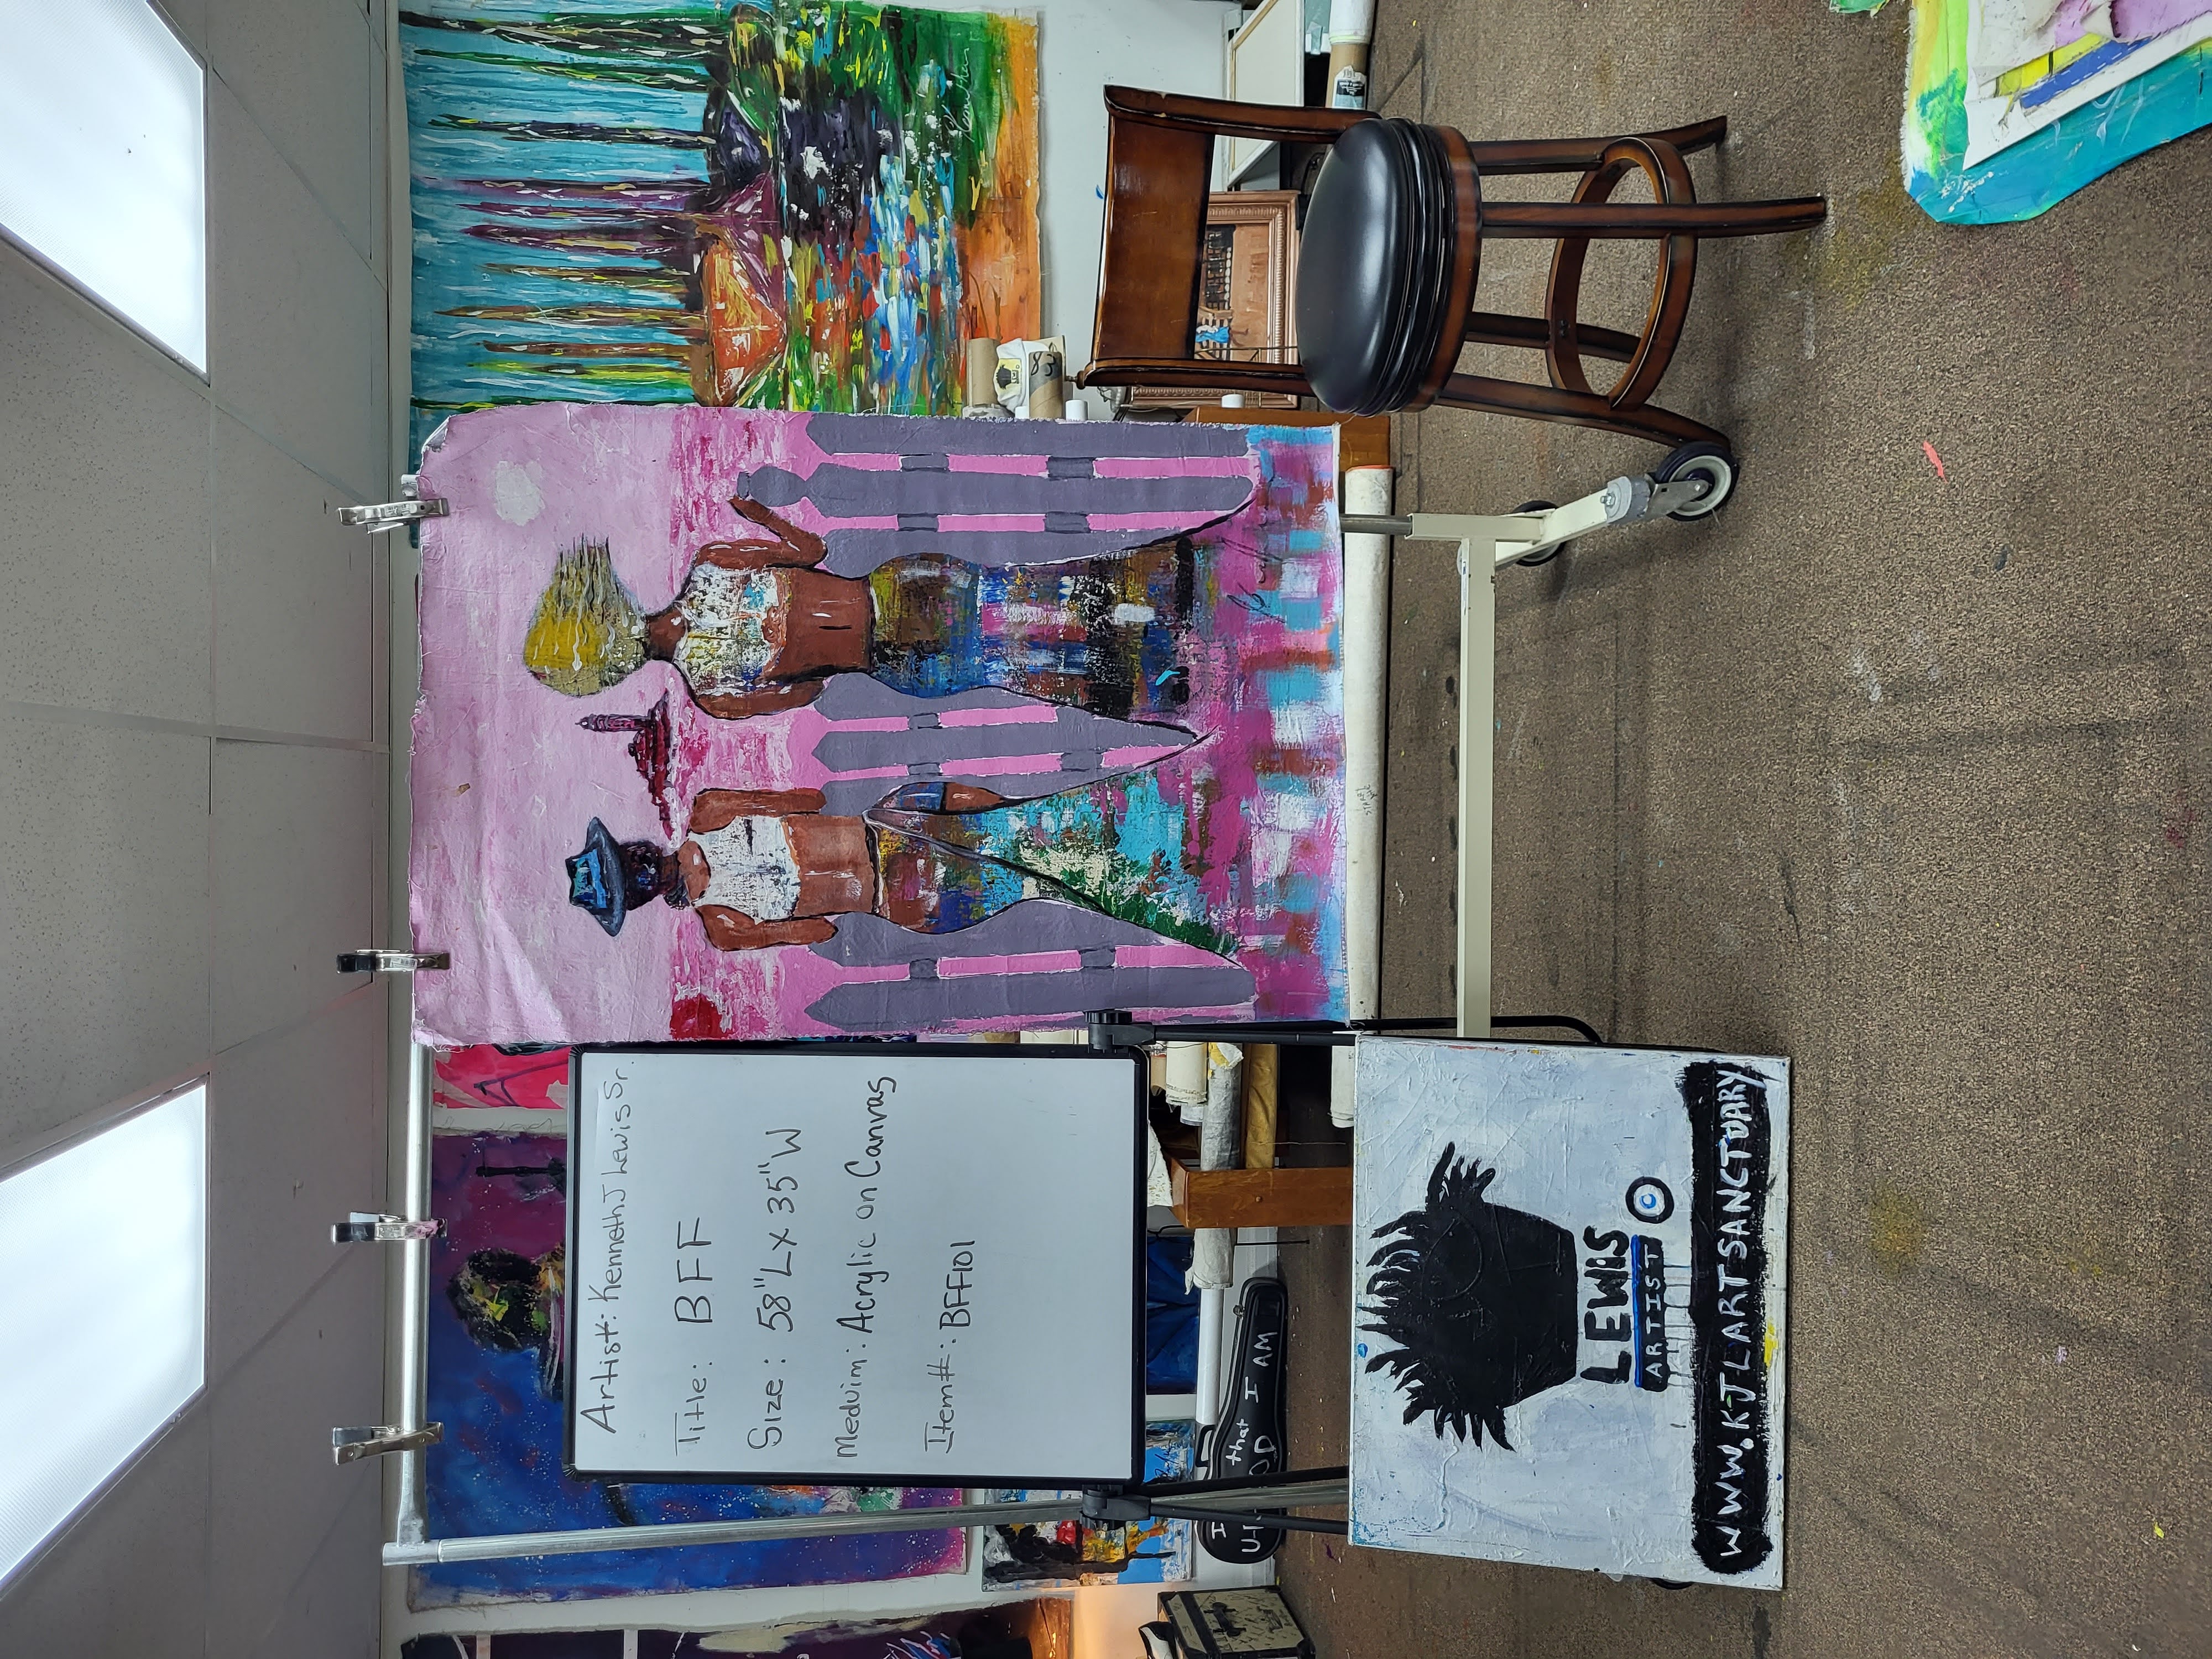 Artist: Kenneth J Lewis Sr.
Title: BFF
Size: 58"L x 35"W
Meduim: Acrylic on Canvas
Item#: BFF101
I
that I AM
LEWIS
ARTIST
WWW.KJLARTSANCTUARY
STARRY